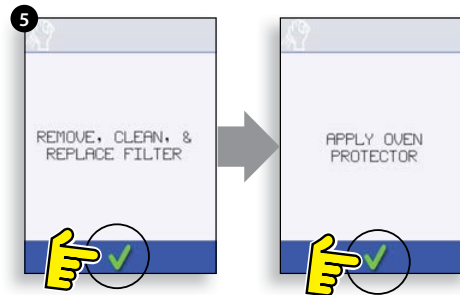 5
REMOVE, CLEAN, &
REPLACE FILTER
APPLY OVEN
PROTECTOR